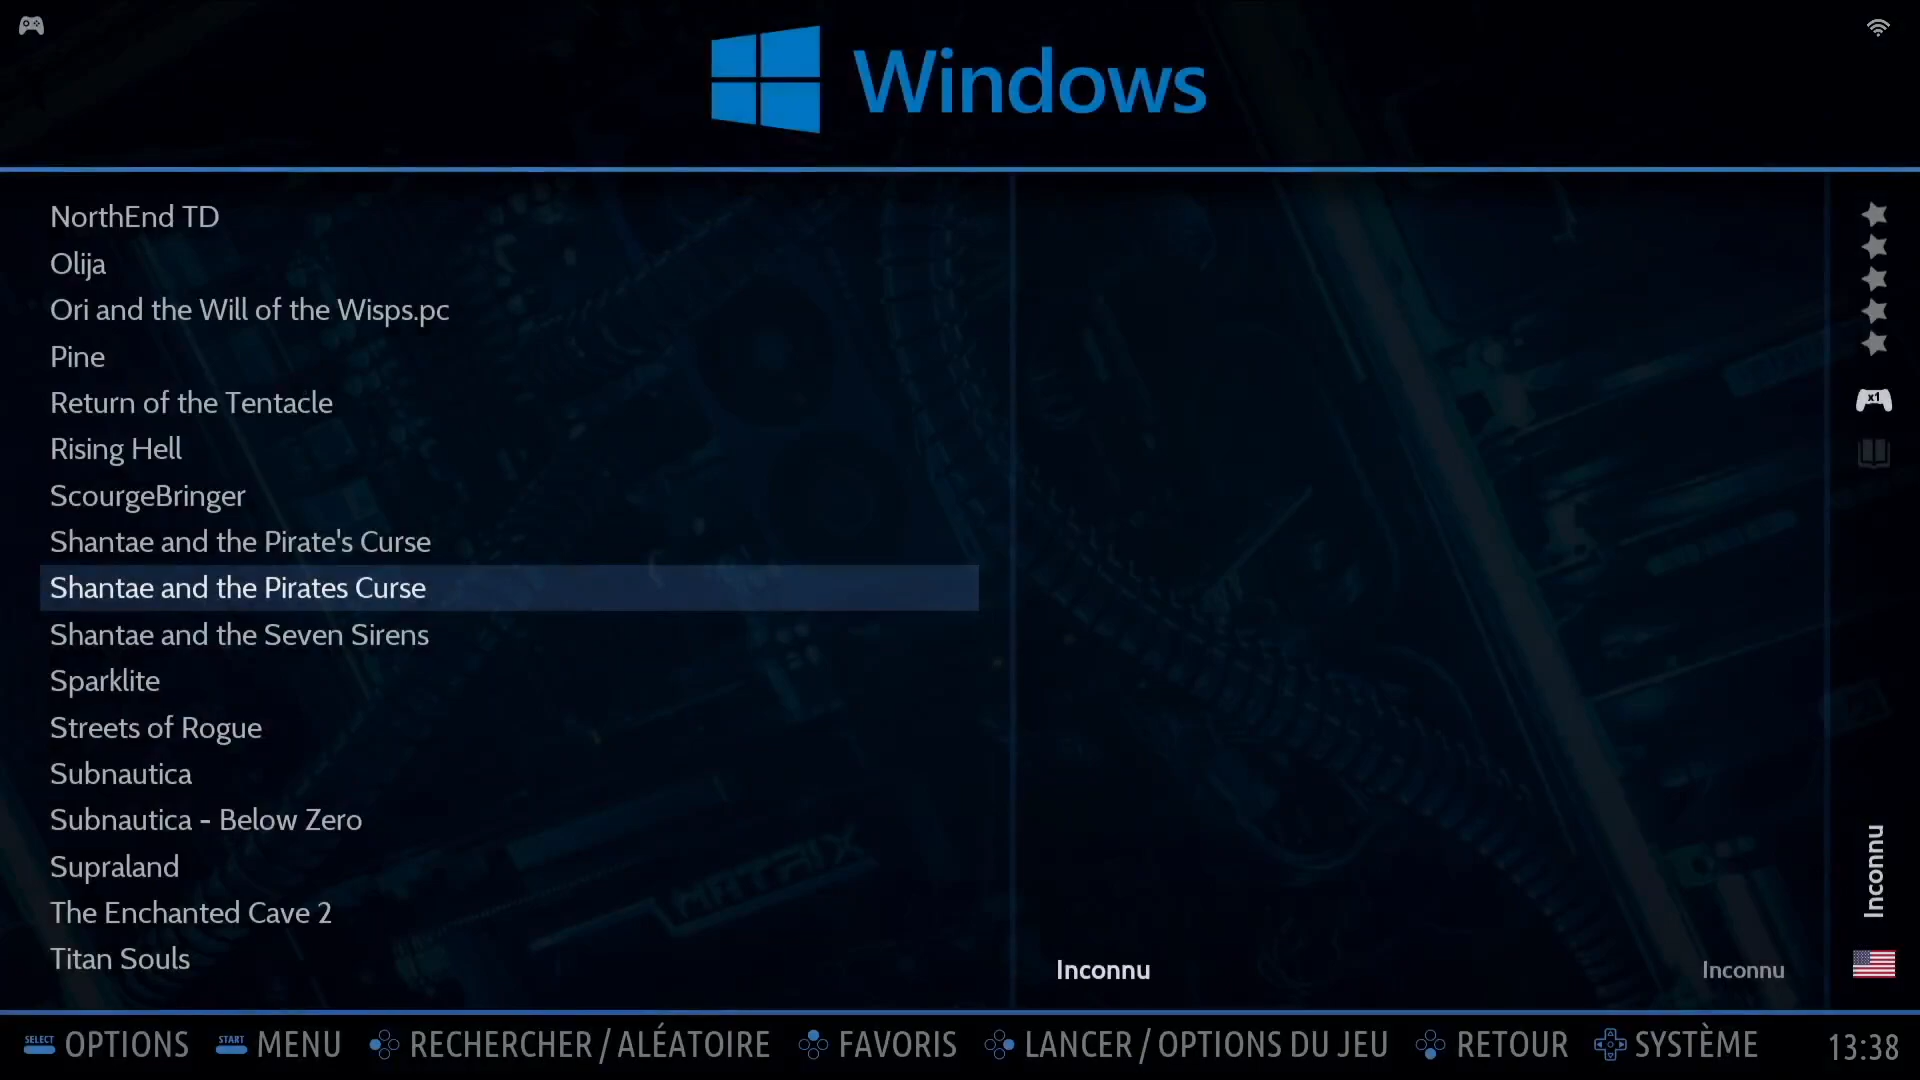 Windows
NorthEnd TD
Olija
Ori and the Will of the Wisps.pc
Pine
Return of the Tentacle
Rising Hell
ScourgeBringer
Shantae and the Pirate's Curse
Shantae and the Pirates Curse
Shantae and the Seven Sirens
Sparklite
Streets of Rogue
Subnautica
Subnautica - Below Zero
Supraland
The Enchanted Cave 2
Titan Souls
x1
Inconnu
Inconnu
Inconnu
MATRIX
SELECT OPTIONS START MENU RECHERCHER / ALÉATOIRE FAVORIS LANCER / OPTIONS DU JEU RETOUR SYSTÈME 13:38